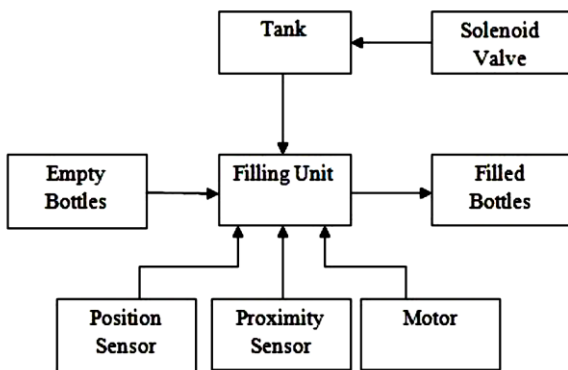 Tank
Solenoid
Valve
Empty
Bottles
Filling Unit
Filled
Bottles
Position
Sensor
Proximity
Sensor
Motor